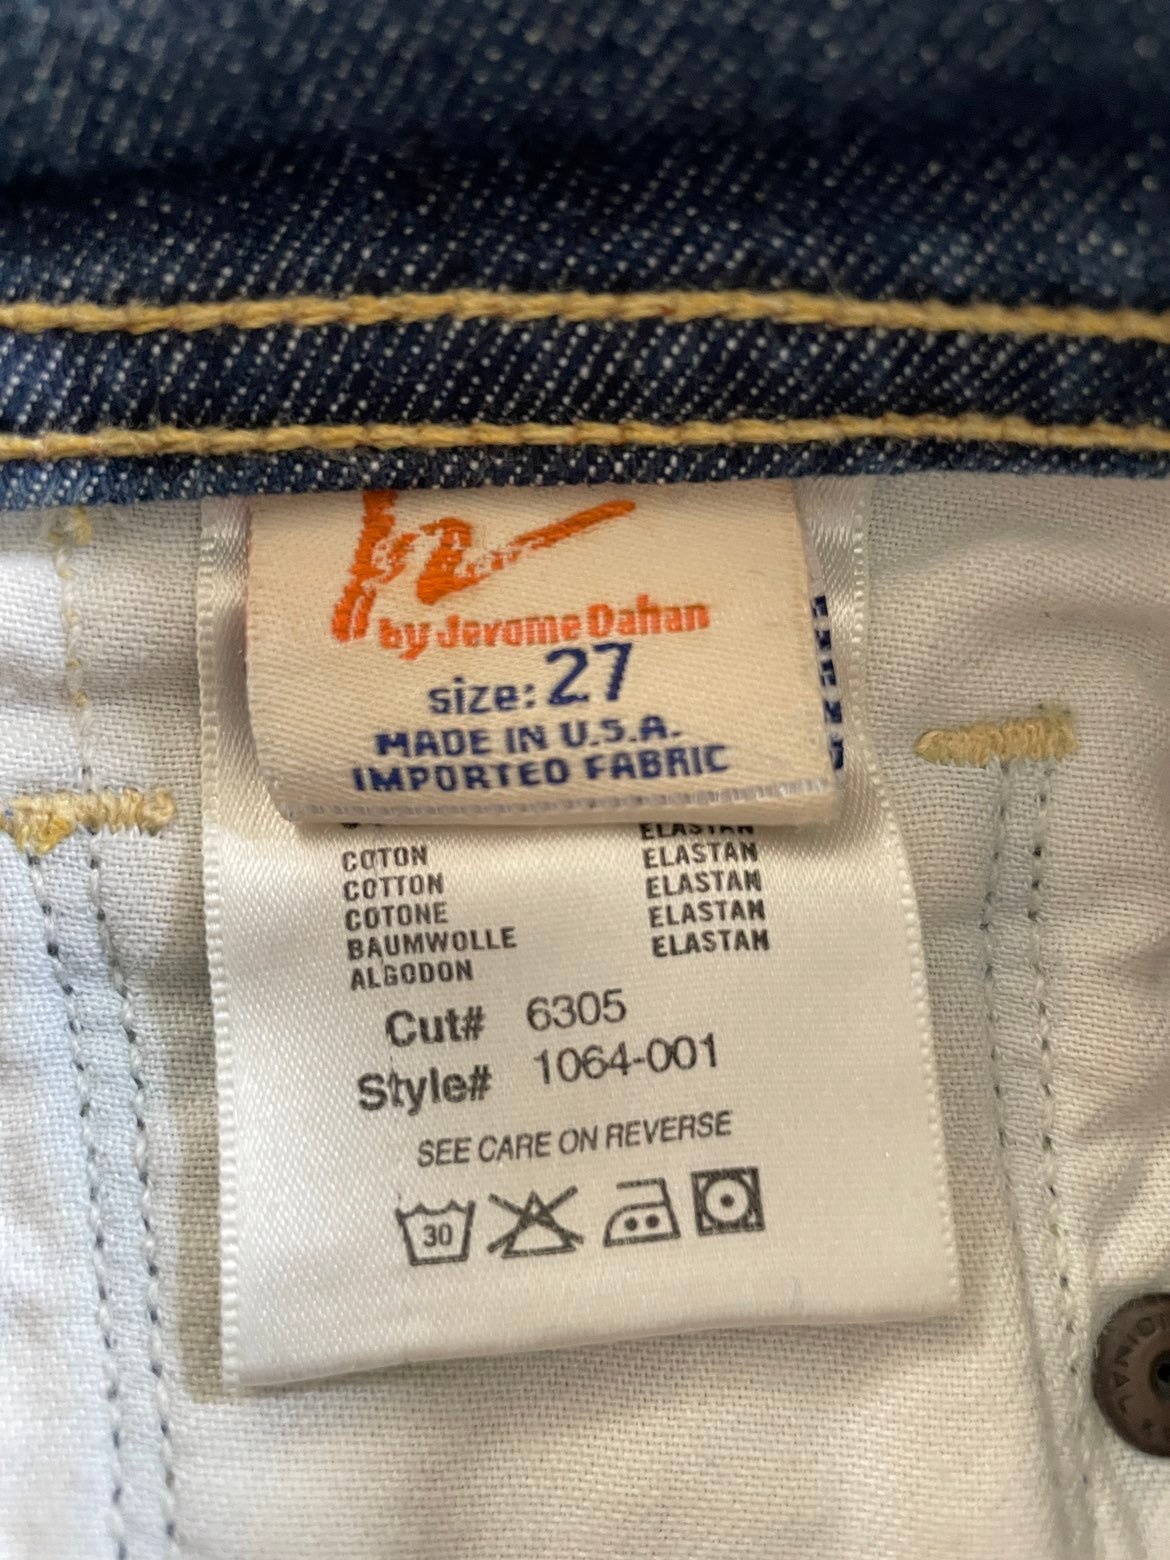 by Jerome Dahan
size: 27
MADE IN U.S.A.
IMPORTED FABRIC
ELASTAN
COTON ELASTAN
COTTON ELASTAN
COTONE ELASTAN
BAUMWOLLE ELASTAN
ALGODON
Cut# 6305
Style# 1064-001
SEE CARE ON REVERSE
30